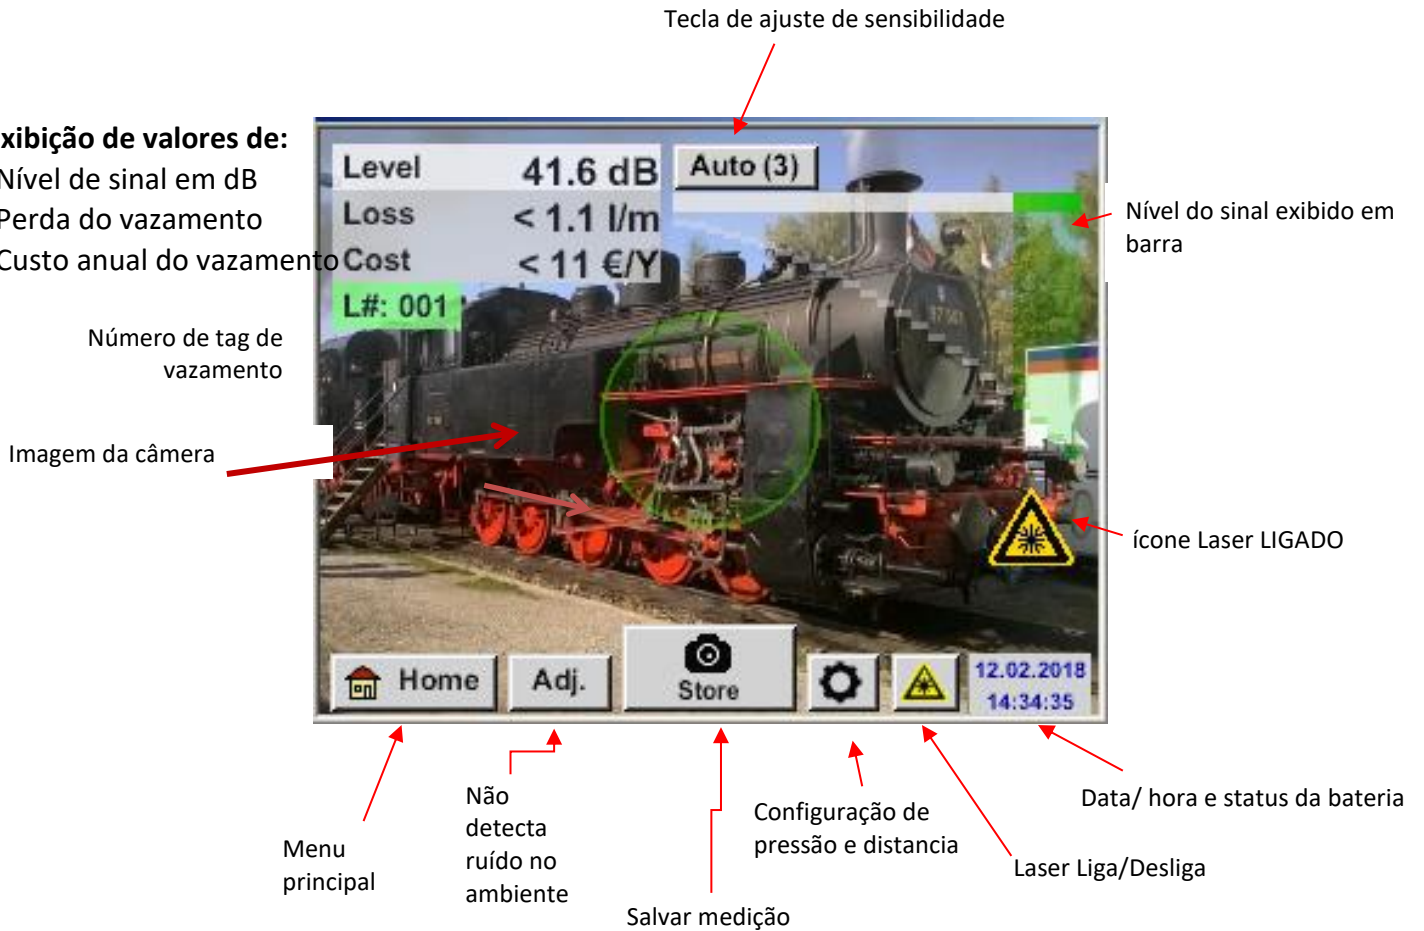 Tecla de ajuste de sensibilidade
xibição de valores de:
Nível de sinal em dB
Perda do vazamento
Custo anual do vazamento
Número de tag de
vazamento
Imagem da câmera
Level 41.6 dB
Loss < 1.1 l/m
Cost < 11 €/Y
L#: 001
Auto (3)
Nível do sinal exibido em
barra
ícone Laser LIGADO
Home
Adj.
Store
12.02.2018
14:34:35
Menu
principal
Não
detecta
ruído no
ambiente
Salvar medição
Configuração de
pressão e distancia
Laser Liga/Desliga
Data/ hora e status da bateria